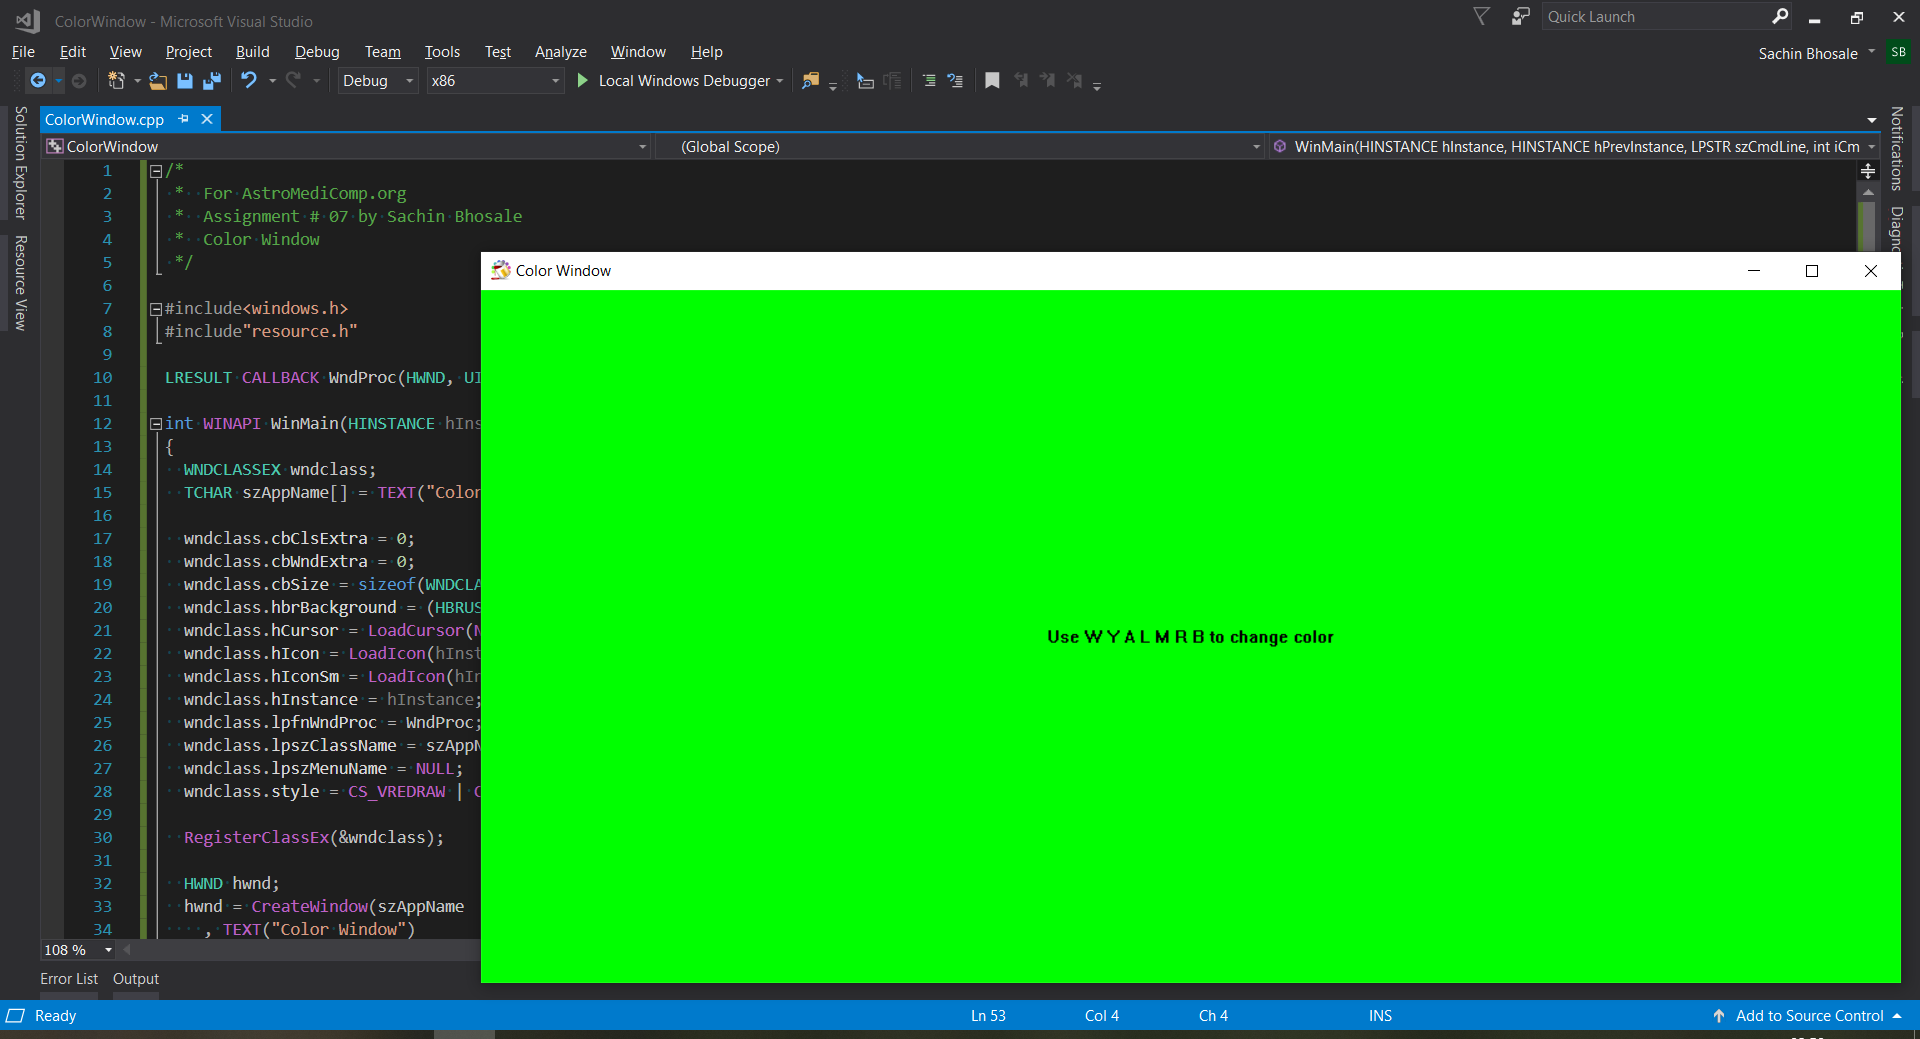 ColorWindow - Microsoft Visual Studio
Quick Launch
File Edit View Project Build Debug Team Tools Test Analyze Window Help
Sachin Bhosale SB
Debug x86 Local Windows Debugger
Solution Explorer
Resource View
Notifications
ColorWindow.cpp
ColorWindow (Global Scope) WinMain(HINSTANCE hInstance, HINSTANCE hPrevInstance, LPSTR szCmdLine, int iCm
1 /*
2 * For AstroMediComp.org
3 * Assignment # 07 by Sachin Bhosale
4 * Color Window
5 */
6
7 #include<windows.h>
8 #include"resource.h"
9
10 LRESULT CALLBACK WndProc(HWND, UI
11
12 int WINAPI WinMain(HINSTANCE hIns
13 {
14 WNDCLASSEX wndclass;
15 TCHAR szAppName[] = TEXT("Color
16
17 wndclass.cbClsExtra = 0;
18 wndclass.cbWndExtra = 0;
19 wndclass.cbSize = sizeof(WNDCLA
20 wndclass.hbrBackground = (HBRUS
21 wndclass.hCursor = LoadCursor(N
22 wndclass.hIcon = LoadIcon(hInst
23 wndclass.hIconSm = LoadIcon(hIn
24 wndclass.hInstance = hInstance;
25 wndclass.lpfnWndProc = WndProc;
26 wndclass.lpszClassName = szAppN
27 wndclass.lpszMenuName = NULL;
28 wndclass.style = CS_VREDRAW | C
29
30 RegisterClassEx(&wndclass);
31
32 HWND hwnd;
33 hwnd = CreateWindow(szAppName
34 , TEXT("Color Window")
Color Window
Use W Y A L M R B to change color
108 %
Error List Output
Ready Ln 53 Col 4 Ch 4 INS Add to Source Control